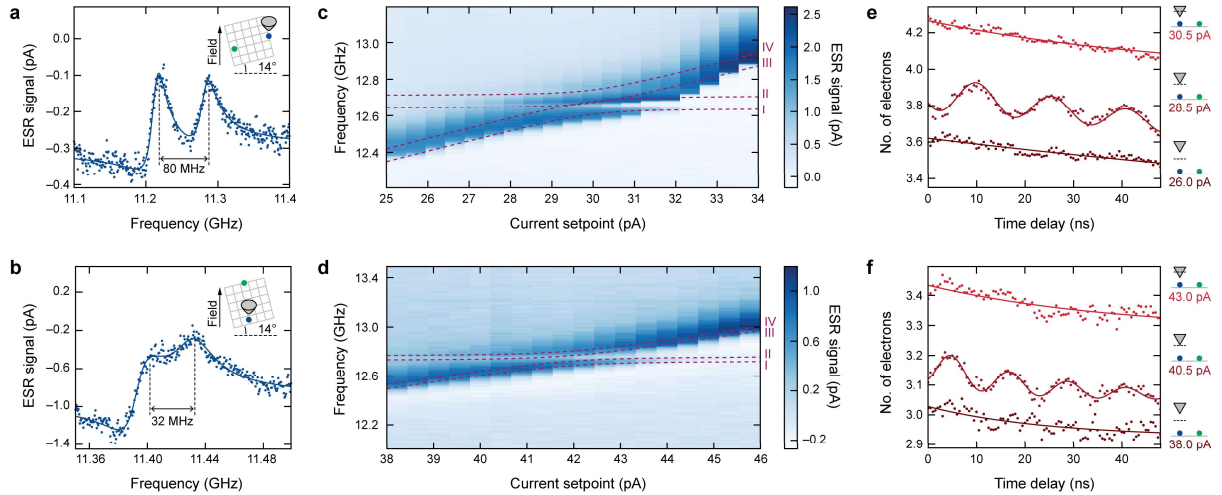 a
ESR signal (pA)
0.0
−0.1
−0.2
−0.3
−0.4
Field
14°
80 MHz
11.1
11.2
11.3
11.4
Frequency (GHz)
b
ESR signal (pA)
0.2
−0.2
−0.6
−1.0
−1.4
Field
14°
32 MHz
11.36
11.40
11.44
11.48
Frequency (GHz)
c
Frequency (GHz)
13.0
12.8
12.6
12.4
IV
III
II
I
25
26
27
28
29
30
31
32
33
34
Current setpoint (pA)
2.5
2.0
1.5
1.0
0.5
0.0
ESR signal (pA)
d
Frequency (GHz)
13.4
13.0
12.6
12.2
IV
III
II
I
38
39
40
41
42
43
44
45
46
Current setpoint (pA)
1.0
0.6
0.2
−0.2
ESR signal (pA)
e
No. of electrons
4.2
4.0
3.8
3.6
3.4
0
10
20
30
40
Time delay (ns)
30.5 pA
28.5 pA
26.0 pA
f
No. of electrons
3.4
3.3
3.2
3.1
3.0
2.9
0
10
20
30
40
Time delay (ns)
43.0 pA
40.5 pA
38.0 pA